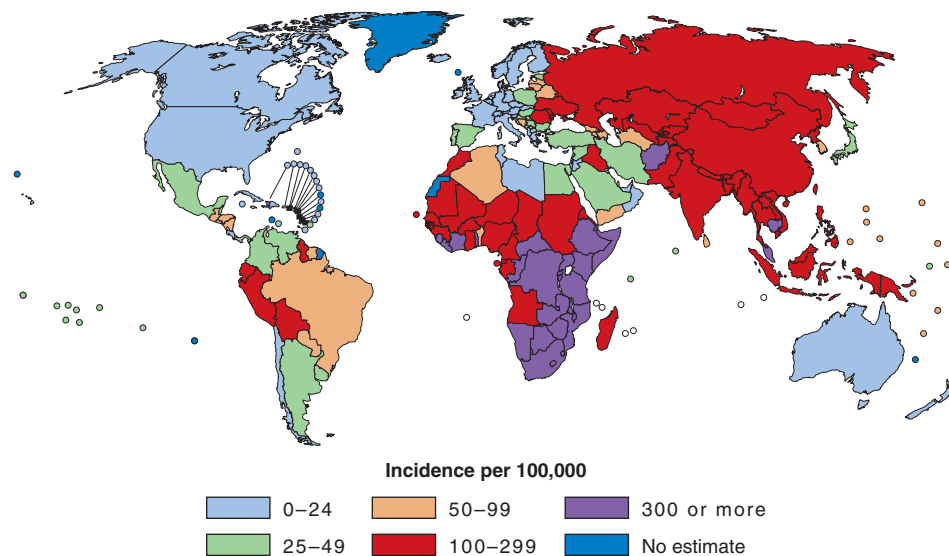 Incidence per 100,000
0–24
50–99
300 or more
25–49
100–299
No estimate